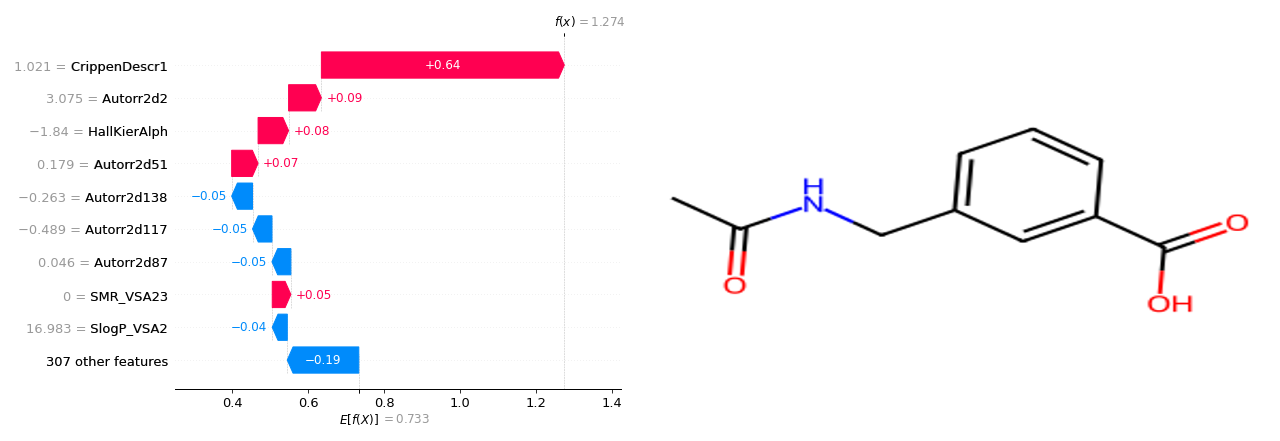 f(x) = 1.274
1.021 = CrippenDescr1
+0.64
3.075 = Autorr2d2
+0.09
−1.84 = HallKierAlph
+0.08
0.179 = Autorr2d51
+0.07
−0.263 = Autorr2d138
−0.05
−0.489 = Autorr2d117
−0.05
0.046 = Autorr2d87
−0.05
0 = SMR_VSA23
+0.05
16.983 = SlogP_VSA2
−0.04
307 other features
−0.19
0.4 0.6 0.8 1.0 1.2 1.4
E[f(X)] = 0.733
H
N
O
O
OH